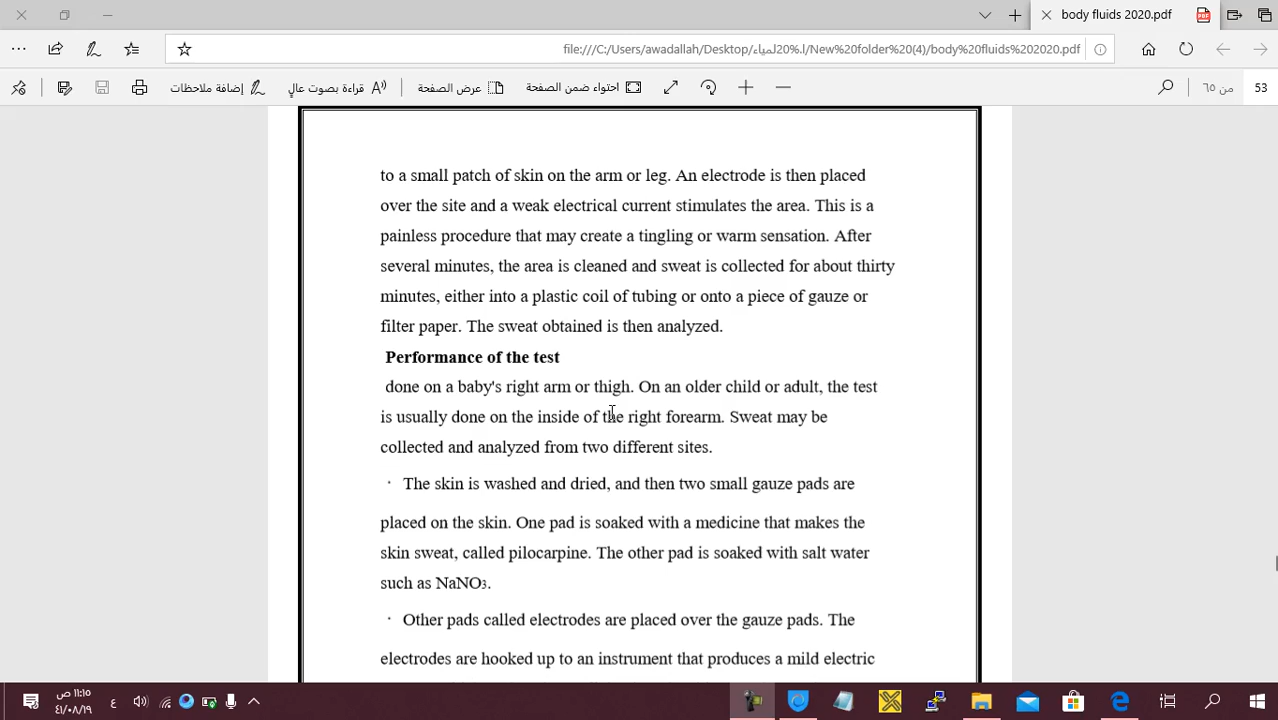 body fluids 2020.pdf
file:///C:/Users/awadallah/Desktop/لمياء20%.ا/New%20folder%20(4)/body%20fluids%202020.pdf
إضافة ملاحظات
قراءة بصوت عالٍ
عرض الصفحة
احتواء ضمن الصفحة
من ٦٥
53
to a small patch of skin on the arm or leg. An electrode is then placed
over the site and a weak electrical current stimulates the area. This is a
painless procedure that may create a tingling or warm sensation. After
several minutes, the area is cleaned and sweat is collected for about thirty
minutes, either into a plastic coil of tubing or onto a piece of gauze or
filter paper. The sweat obtained is then analyzed.
Performance of the test
done on a baby's right arm or thigh. On an older child or adult, the test
is usually done on the inside of the right forearm. Sweat may be
collected and analyzed from two different sites.
· The skin is washed and dried, and then two small gauze pads are
placed on the skin. One pad is soaked with a medicine that makes the
skin sweat, called pilocarpine. The other pad is soaked with salt water
such as NaNO3.
· Other pads called electrodes are placed over the gauze pads. The
electrodes are hooked up to an instrument that produces a mild electric
١١:١٥ ص
٤١/٠٨/١٩
ع